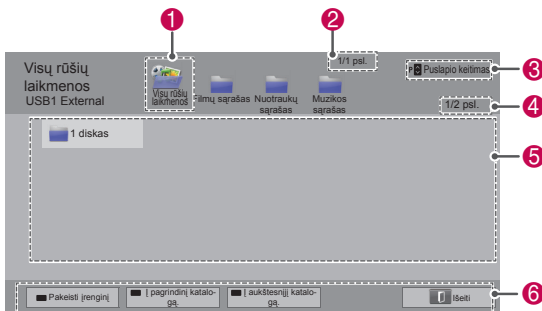 1
2
3
4
5
6
Visų rūšių
laikmenos
USB1 External
Visų rūšių
laikmenos
Filmų sąrašas
Nuotraukų
sąrašas
Muzikos
sąrašas
1/1 psl.
P Puslapio keitimas
1/2 psl.
1 diskas
Pakeisti įrenginį
Į pagrindinį katalo-
gą.
Į aukštesnįjį katalo-
gą.
Išeiti